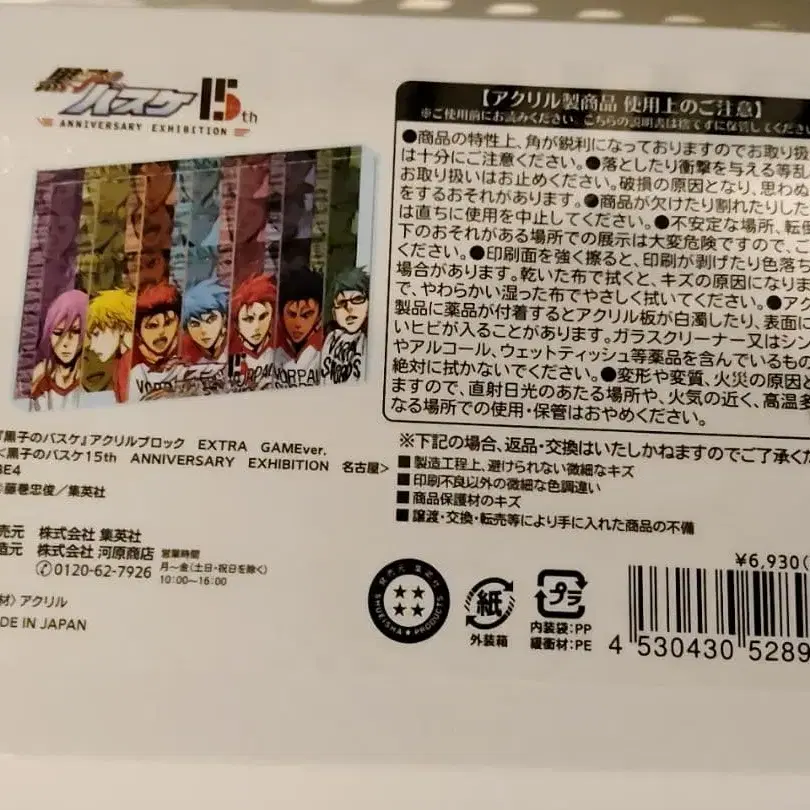 黒子のバスケ 15th
ANNIVERSARY EXHIBITION
VORPAL SWORDS
『黒子のバスケ』アクリルブロック EXTRA GAMEver.
<黒子のバスケ15th ANNIVERSARY EXHIBITION 名古屋>
BE4
©藤巻忠俊/集英社
売元 株式会社 集英社
造元 株式会社 河原商店
営業時間
0120-62-7926 月~金(土日・祝日を除く)
10:00~16:00
材〉アクリル
DE IN JAPAN
【アクリル製商品 使用上のご注意】
※ご使用前にお読みください。こちらの説明書は捨てずに保管してくださ
●商品の特性上、角が鋭利になっておりますのでお取り扱
は十分にご注意ください。●落としたり衝撃を与える等乱
お取り扱いはお止めください。破損の原因となり、思わぬ
をするおそれがあります。●商品が欠けたり割れたりした
は直ちに使用を中止してください。●不安定な場所、転倒
下のおそれがある場所での展示は大変危険ですので、ご
ください。●印刷面を強く擦ると、印刷が剥げたり色落ち
場合があります。乾いた布で拭くと、キズの原因になりま
で、やわらかい湿った布でやさしく拭いてください。●アク
製品に薬品が付着するとアクリル板が白濁したり、表面に
いヒビが入ることがあります。ガラスクリーナー又はシン
やアルコール、ウェットティッシュ等薬品を含んでいるもの
絶対に拭かないでください。●変形や変質、火災の原因と
ますので、直射日光のあたる場所や、火気の近く、高温多
なる場所での使用・保管はおやめください。
※下記の場合、返品・交換はいたしかねますのでご了承くだ
■製造工程上、避けられない微細なキズ
■印刷不良以外の微細な色調違い
■商品保護材のキズ
■譲渡・交換・転売等により手に入れた商品の不備
発売元 集英社
SHUEISHA PRODUCTS
紙
外装箱
プラ
内装袋:PP
緩衝材:PE
¥6,930(
4 530430 5289